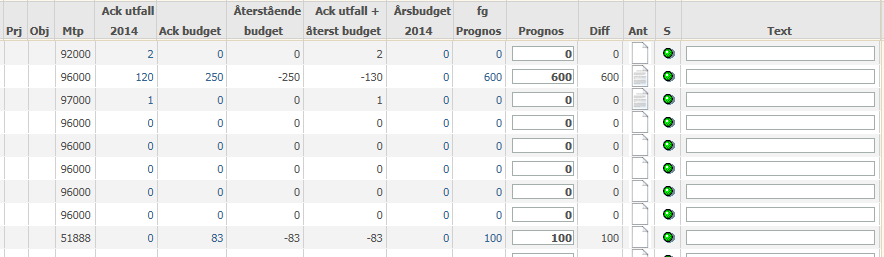 Prj Obj Mtp Ack utfall 2014 Ack budget Återstående budget Ack utfall + återst budget Årsbudget 2014 fg Prognos Prognos Diff Ant S Text
92000 2 0 0 2 0 0 0 0
96000 120 250 -250 -130 0 600 600 600
97000 1 0 0 1 0 0 0 0
96000 0 0 0 0 0 0 0 0
96000 0 0 0 0 0 0 0 0
96000 0 0 0 0 0 0 0 0
96000 0 0 0 0 0 0 0 0
96000 0 0 0 0 0 0 0 0
51888 0 83 -83 -83 0 100 100 100